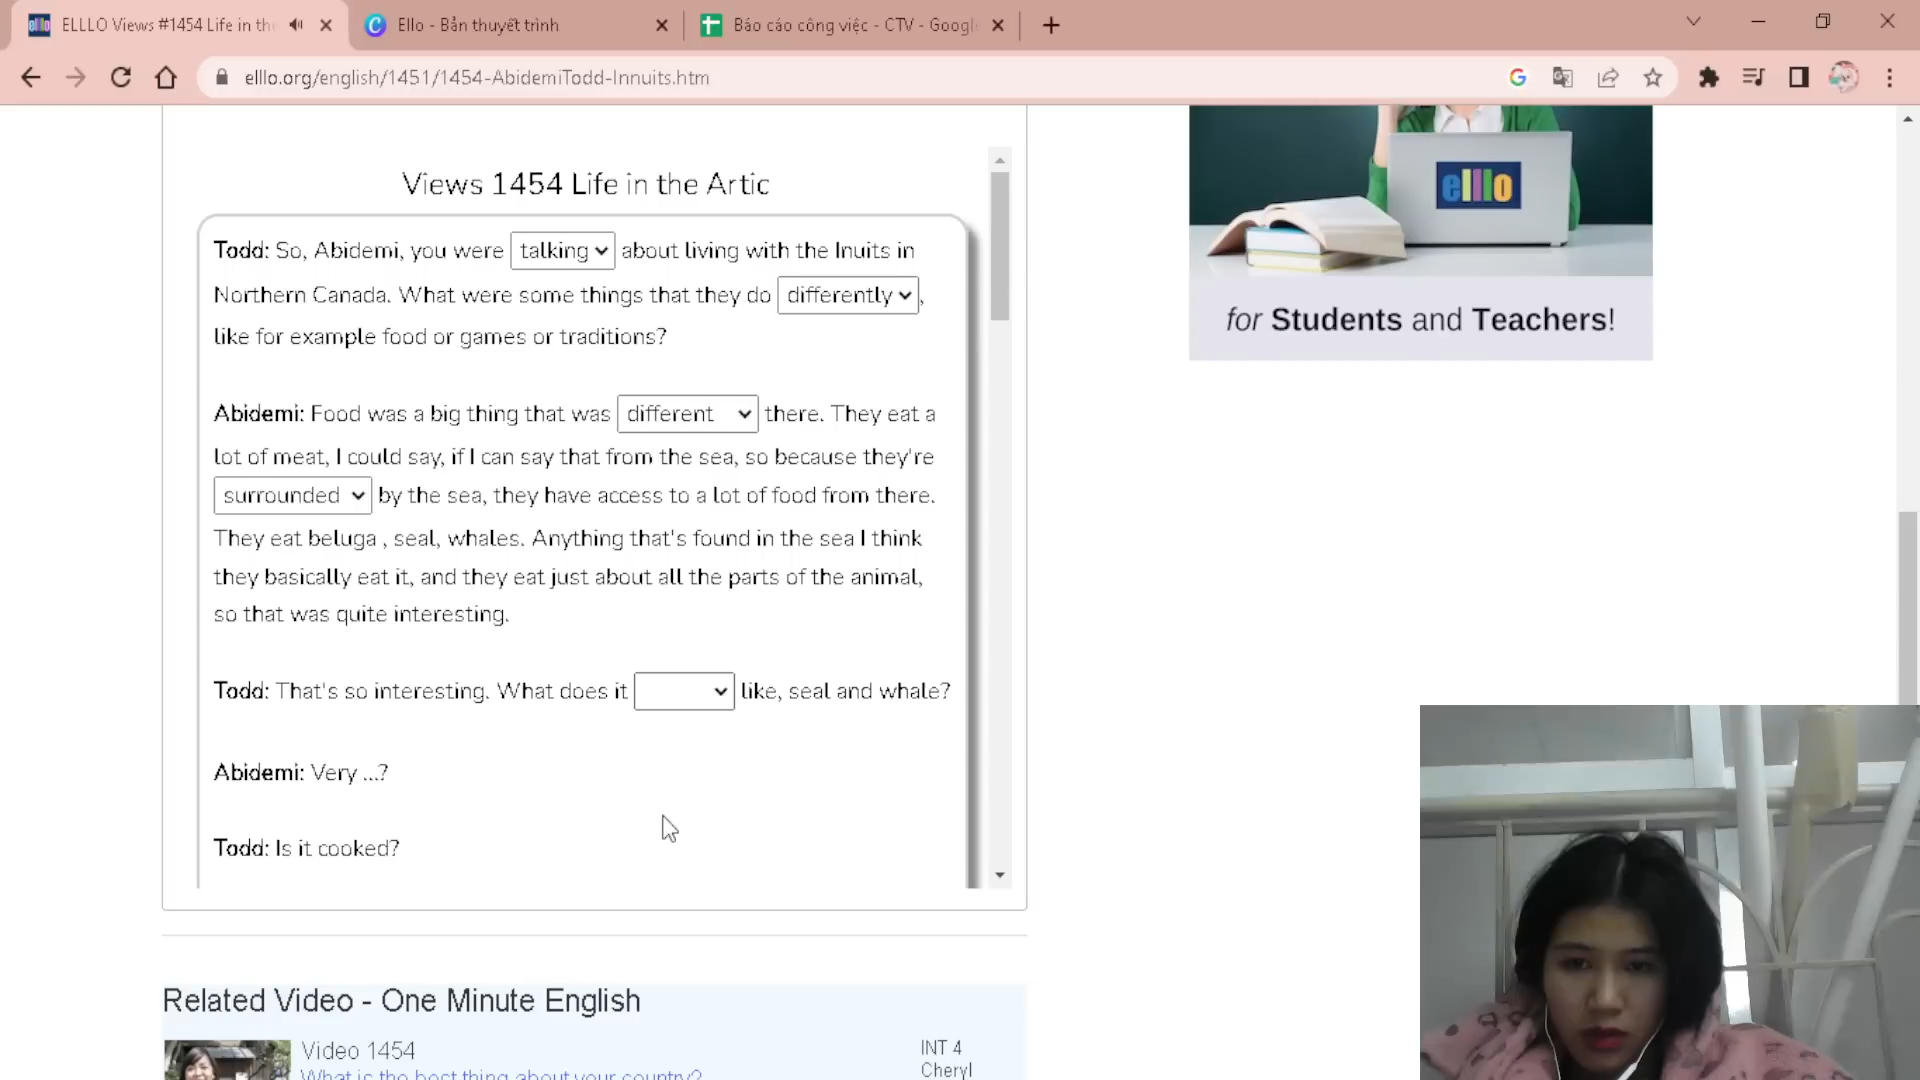 ELLLO Views #1454 Life in the
Ello - Bản thuyết trình
Báo cáo công việc - CTV - Googl
elllo.org/english/1451/1454-AbidemiTodd-Innuits.htm
elllo
for Students and Teachers!
Views 1454 Life in the Artic
Todd: So, Abidemi, you were talking about living with the Inuits in
Northern Canada. What were some things that they do differently,
like for example food or games or traditions?
Abidemi: Food was a big thing that was different there. They eat a
lot of meat, I could say, if I can say that from the sea, so because they're
surrounded by the sea, they have access to a lot of food from there.
They eat beluga , seal, whales. Anything that's found in the sea I think
they basically eat it, and they eat just about all the parts of the animal,
so that was quite interesting.
Todd: That's so interesting. What does it like, seal and whale?
Abidemi: Very ...?
Todd: Is it cooked?
Related Video - One Minute English
Video 1454
INT 4
What is the best thing about your country?
Cheryl